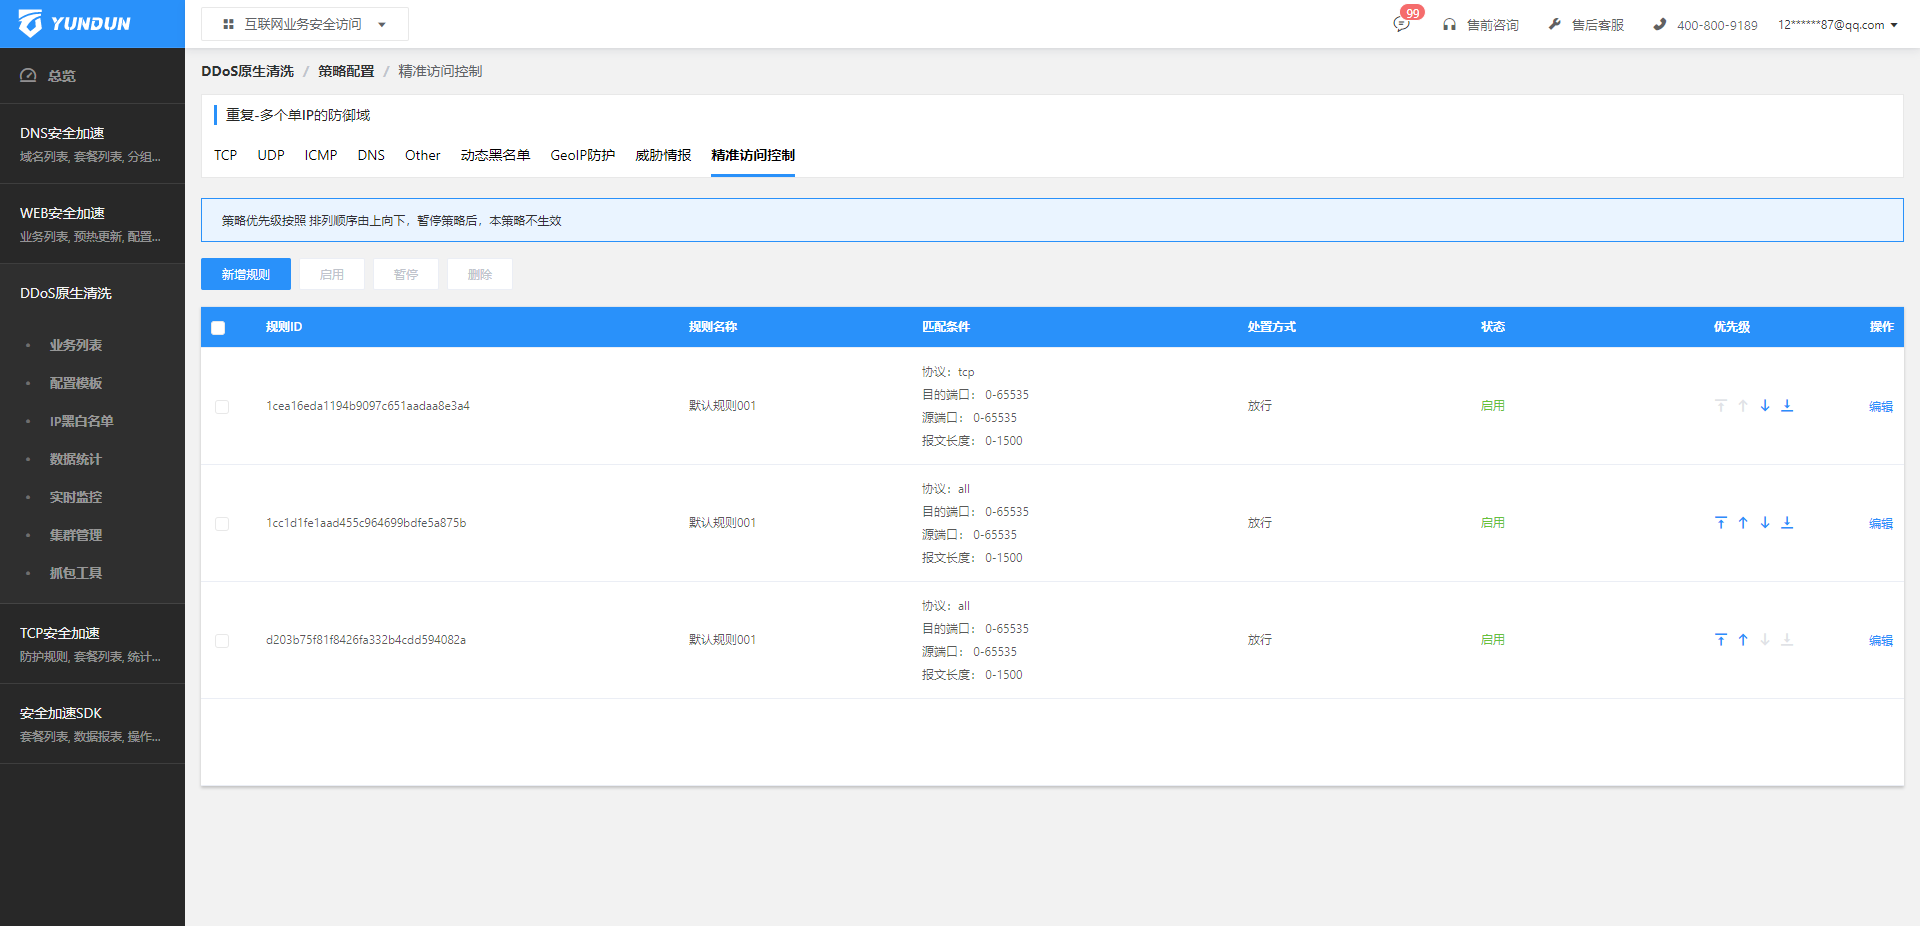 YUNDUN
互联网业务安全访问
99
售前咨询
售后客服
400-800-9189
12******87@qq.com
总览
DNS安全加速
域名列表, 套餐列表, 分组...
WEB安全加速
业务列表, 预热更新, 配置...
DDoS原生清洗
业务列表
配置模板
IP黑白名单
数据统计
实时监控
集群管理
抓包工具
TCP安全加速
防护规则, 套餐列表, 统计...
安全加速SDK
套餐列表, 数据报表, 操作...
DDoS原生清洗 / 策略配置 / 精准访问控制
重复-多个单IP的防御域
TCP UDP ICMP DNS Other 动态黑名单 GeoIP防护 威胁情报 精准访问控制
策略优先级按照 排列顺序由上向下，暂停策略后，本策略不生效
新增规则 启用 暂停 删除
规则ID 规则名称 匹配条件 处置方式 状态 优先级 操作
1cea16eda1194b9097c651aadaa8e3a4 默认规则001
协议：tcp
目的端口： 0-65535
源端口： 0-65535
报文长度： 0-1500
放行 启用 编辑
1cc1d1fe1aad455c964699bdfe5a875b 默认规则001
协议：all
目的端口： 0-65535
源端口： 0-65535
报文长度： 0-1500
放行 启用 编辑
d203b75f81f8426fa332b4cdd594082a 默认规则001
协议：all
目的端口： 0-65535
源端口： 0-65535
报文长度： 0-1500
放行 启用 编辑